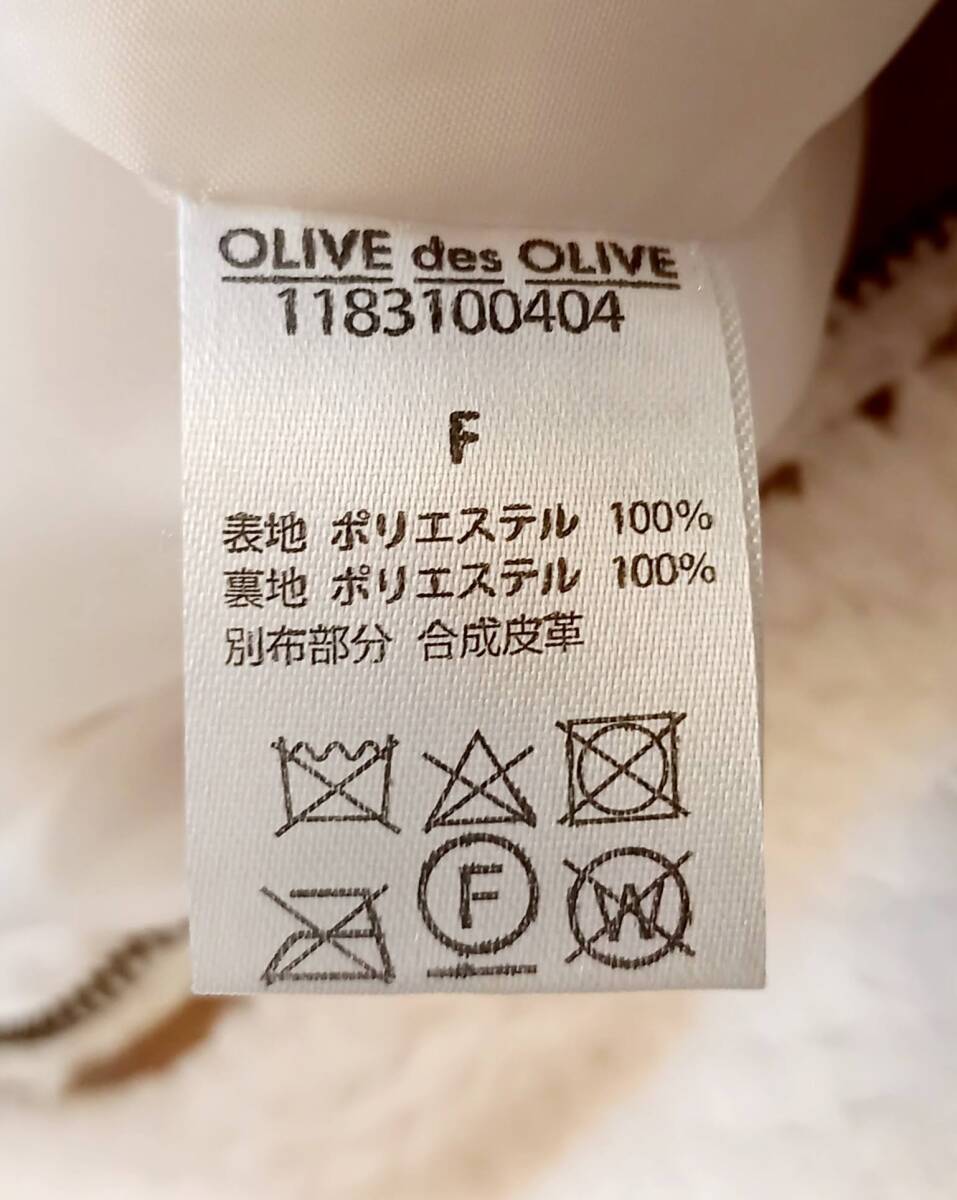 OLIVE des OLIVE
1183100404
F
表地 ポリエステル 100%
裏地 ポリエステル 100%
別布部分 合成皮革
F
W